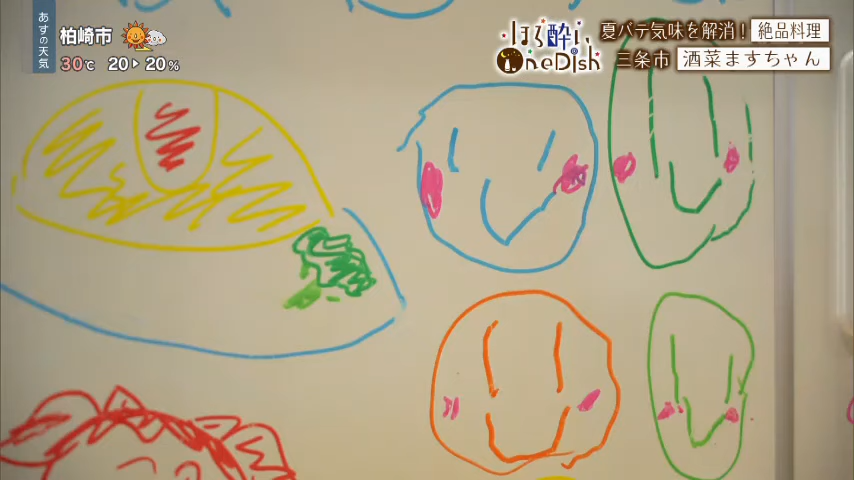 あすの天気
柏崎市
30℃ 20▶20%
ほろ酔い
OneDish
夏バテ気味を解消！ 絶品料理
三条市 酒菜ますちゃん